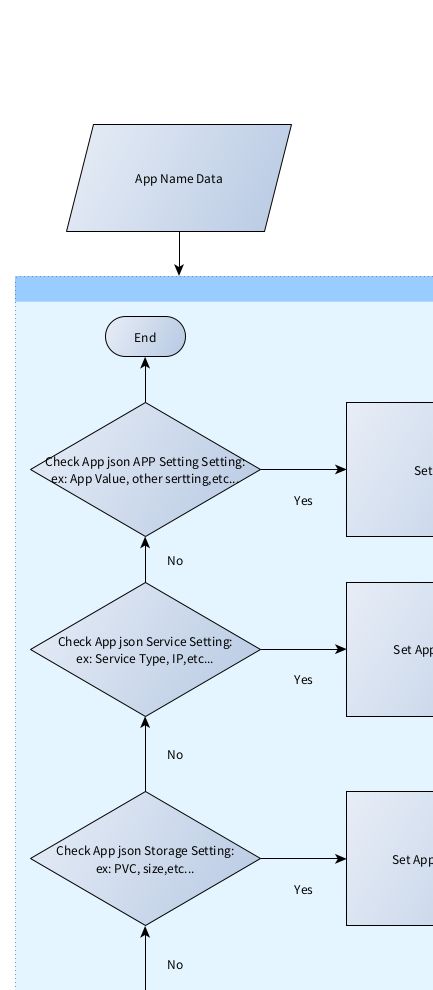 App Name Data
End
Check App json APP Setting Setting:
ex: App Value, other sertting,etc...
Set
Yes
No
Check App json Service Setting:
ex: Service Type, IP,etc...
Set App
Yes
No
Check App json Storage Setting:
ex: PVC, size,etc...
Set App
Yes
No